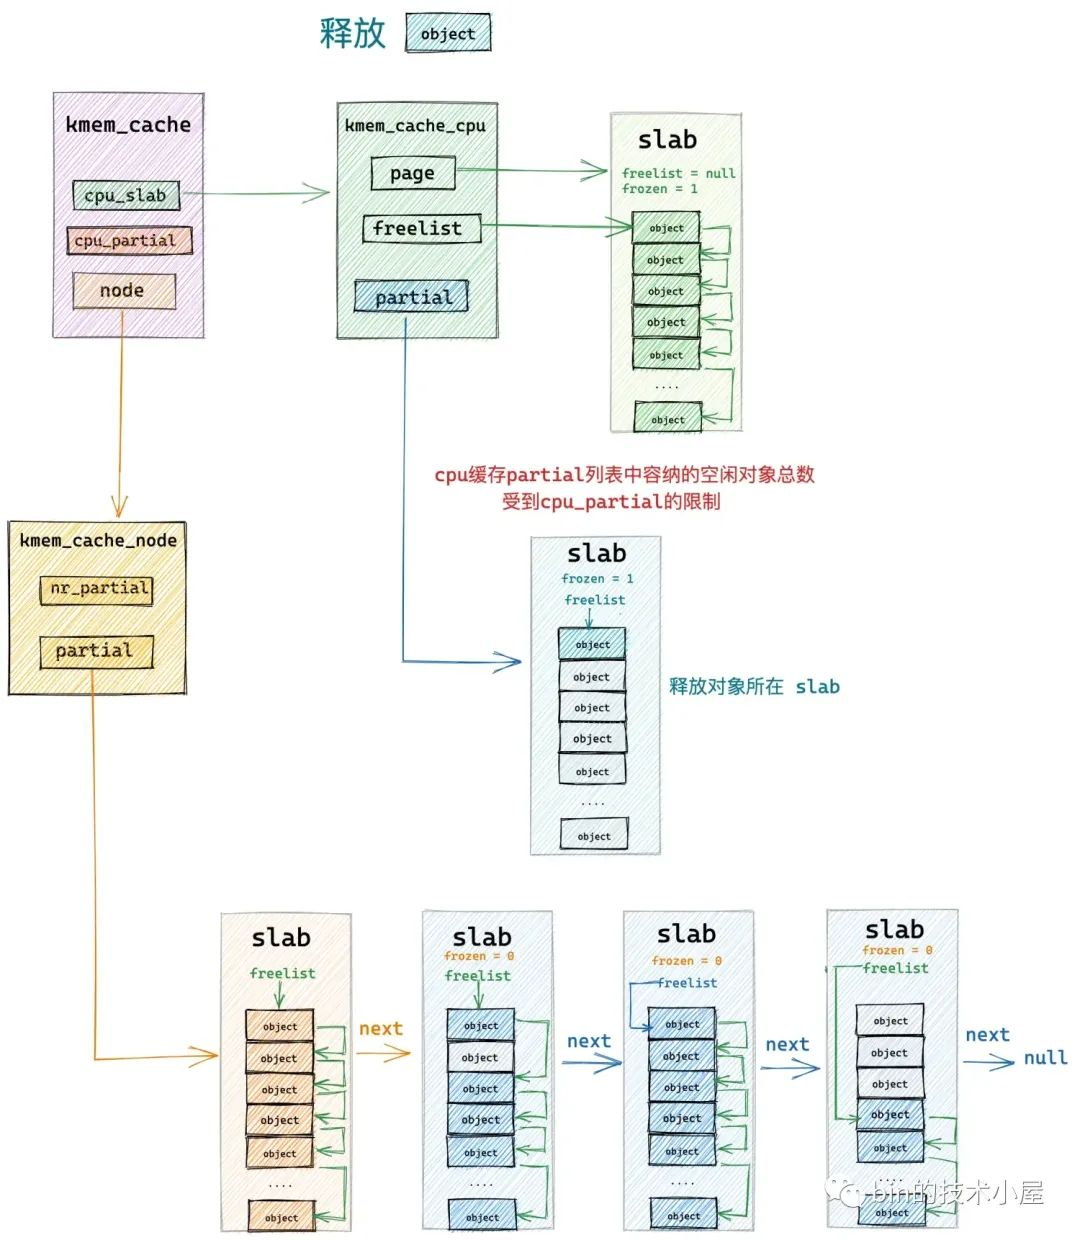 释放 object
kmem_cache
cpu_slab
cpu_partial
node
kmem_cache_cpu
page
freelist
partial
slab
freelist = null
frozen = 1
object
object
object
object
object
....
object
cpu缓存partial列表中容纳的空闲对象总数
受到cpu_partial的限制
kmem_cache_node
nr_partial
partial
slab
frozen = 1
freelist
object
object
object
object
object
....
object
释放对象所在 slab
slab
freelist
object
object
object
object
object
....
object
next
slab
frozen = 0
freelist
object
object
object
object
object
....
object
next
slab
frozen = 0
freelist
object
object
object
object
object
....
object
next
slab
frozen = 0
freelist
object
object
object
object
object
....
object
next
null
bin的技术小屋